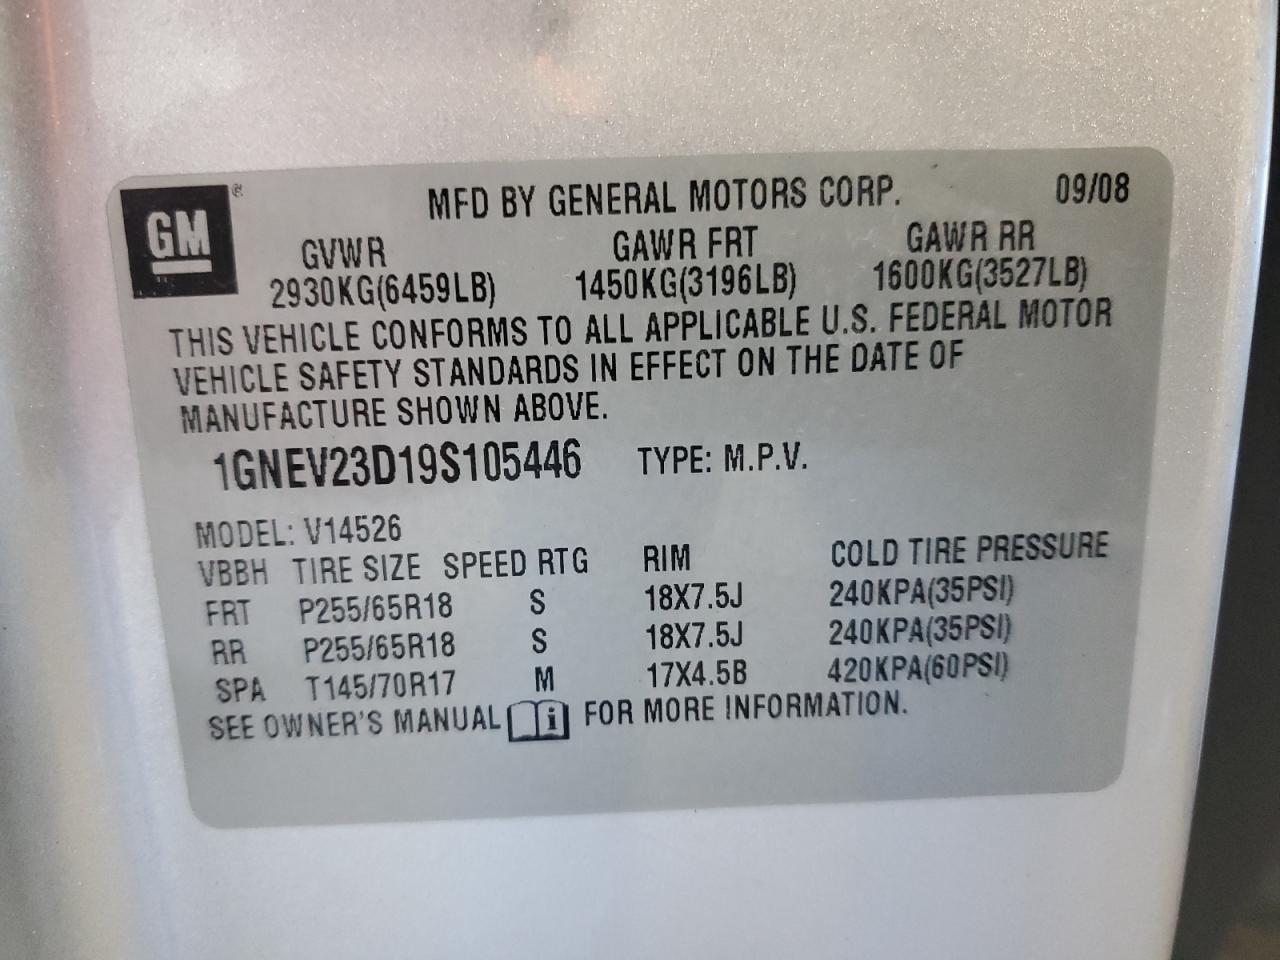 GM ®
MFD BY GENERAL MOTORS CORP. 09/08
GVWR GAWR FRT GAWR RR
2930KG(6459LB) 1450KG(3196LB) 1600KG(3527LB)
THIS VEHICLE CONFORMS TO ALL APPLICABLE U.S. FEDERAL MOTOR
VEHICLE SAFETY STANDARDS IN EFFECT ON THE DATE OF
MANUFACTURE SHOWN ABOVE.
1GNEV23D19S105446 TYPE: M.P.V.
MODEL: V14526
VBBH TIRE SIZE SPEED RTG RIM COLD TIRE PRESSURE
FRT P255/65R18 S 18X7.5J 240KPA(35PSI)
RR P255/65R18 S 18X7.5J 240KPA(35PSI)
SPA T145/70R17 M 17X4.5B 420KPA(60PSI)
SEE OWNER'S MANUAL i FOR MORE INFORMATION.